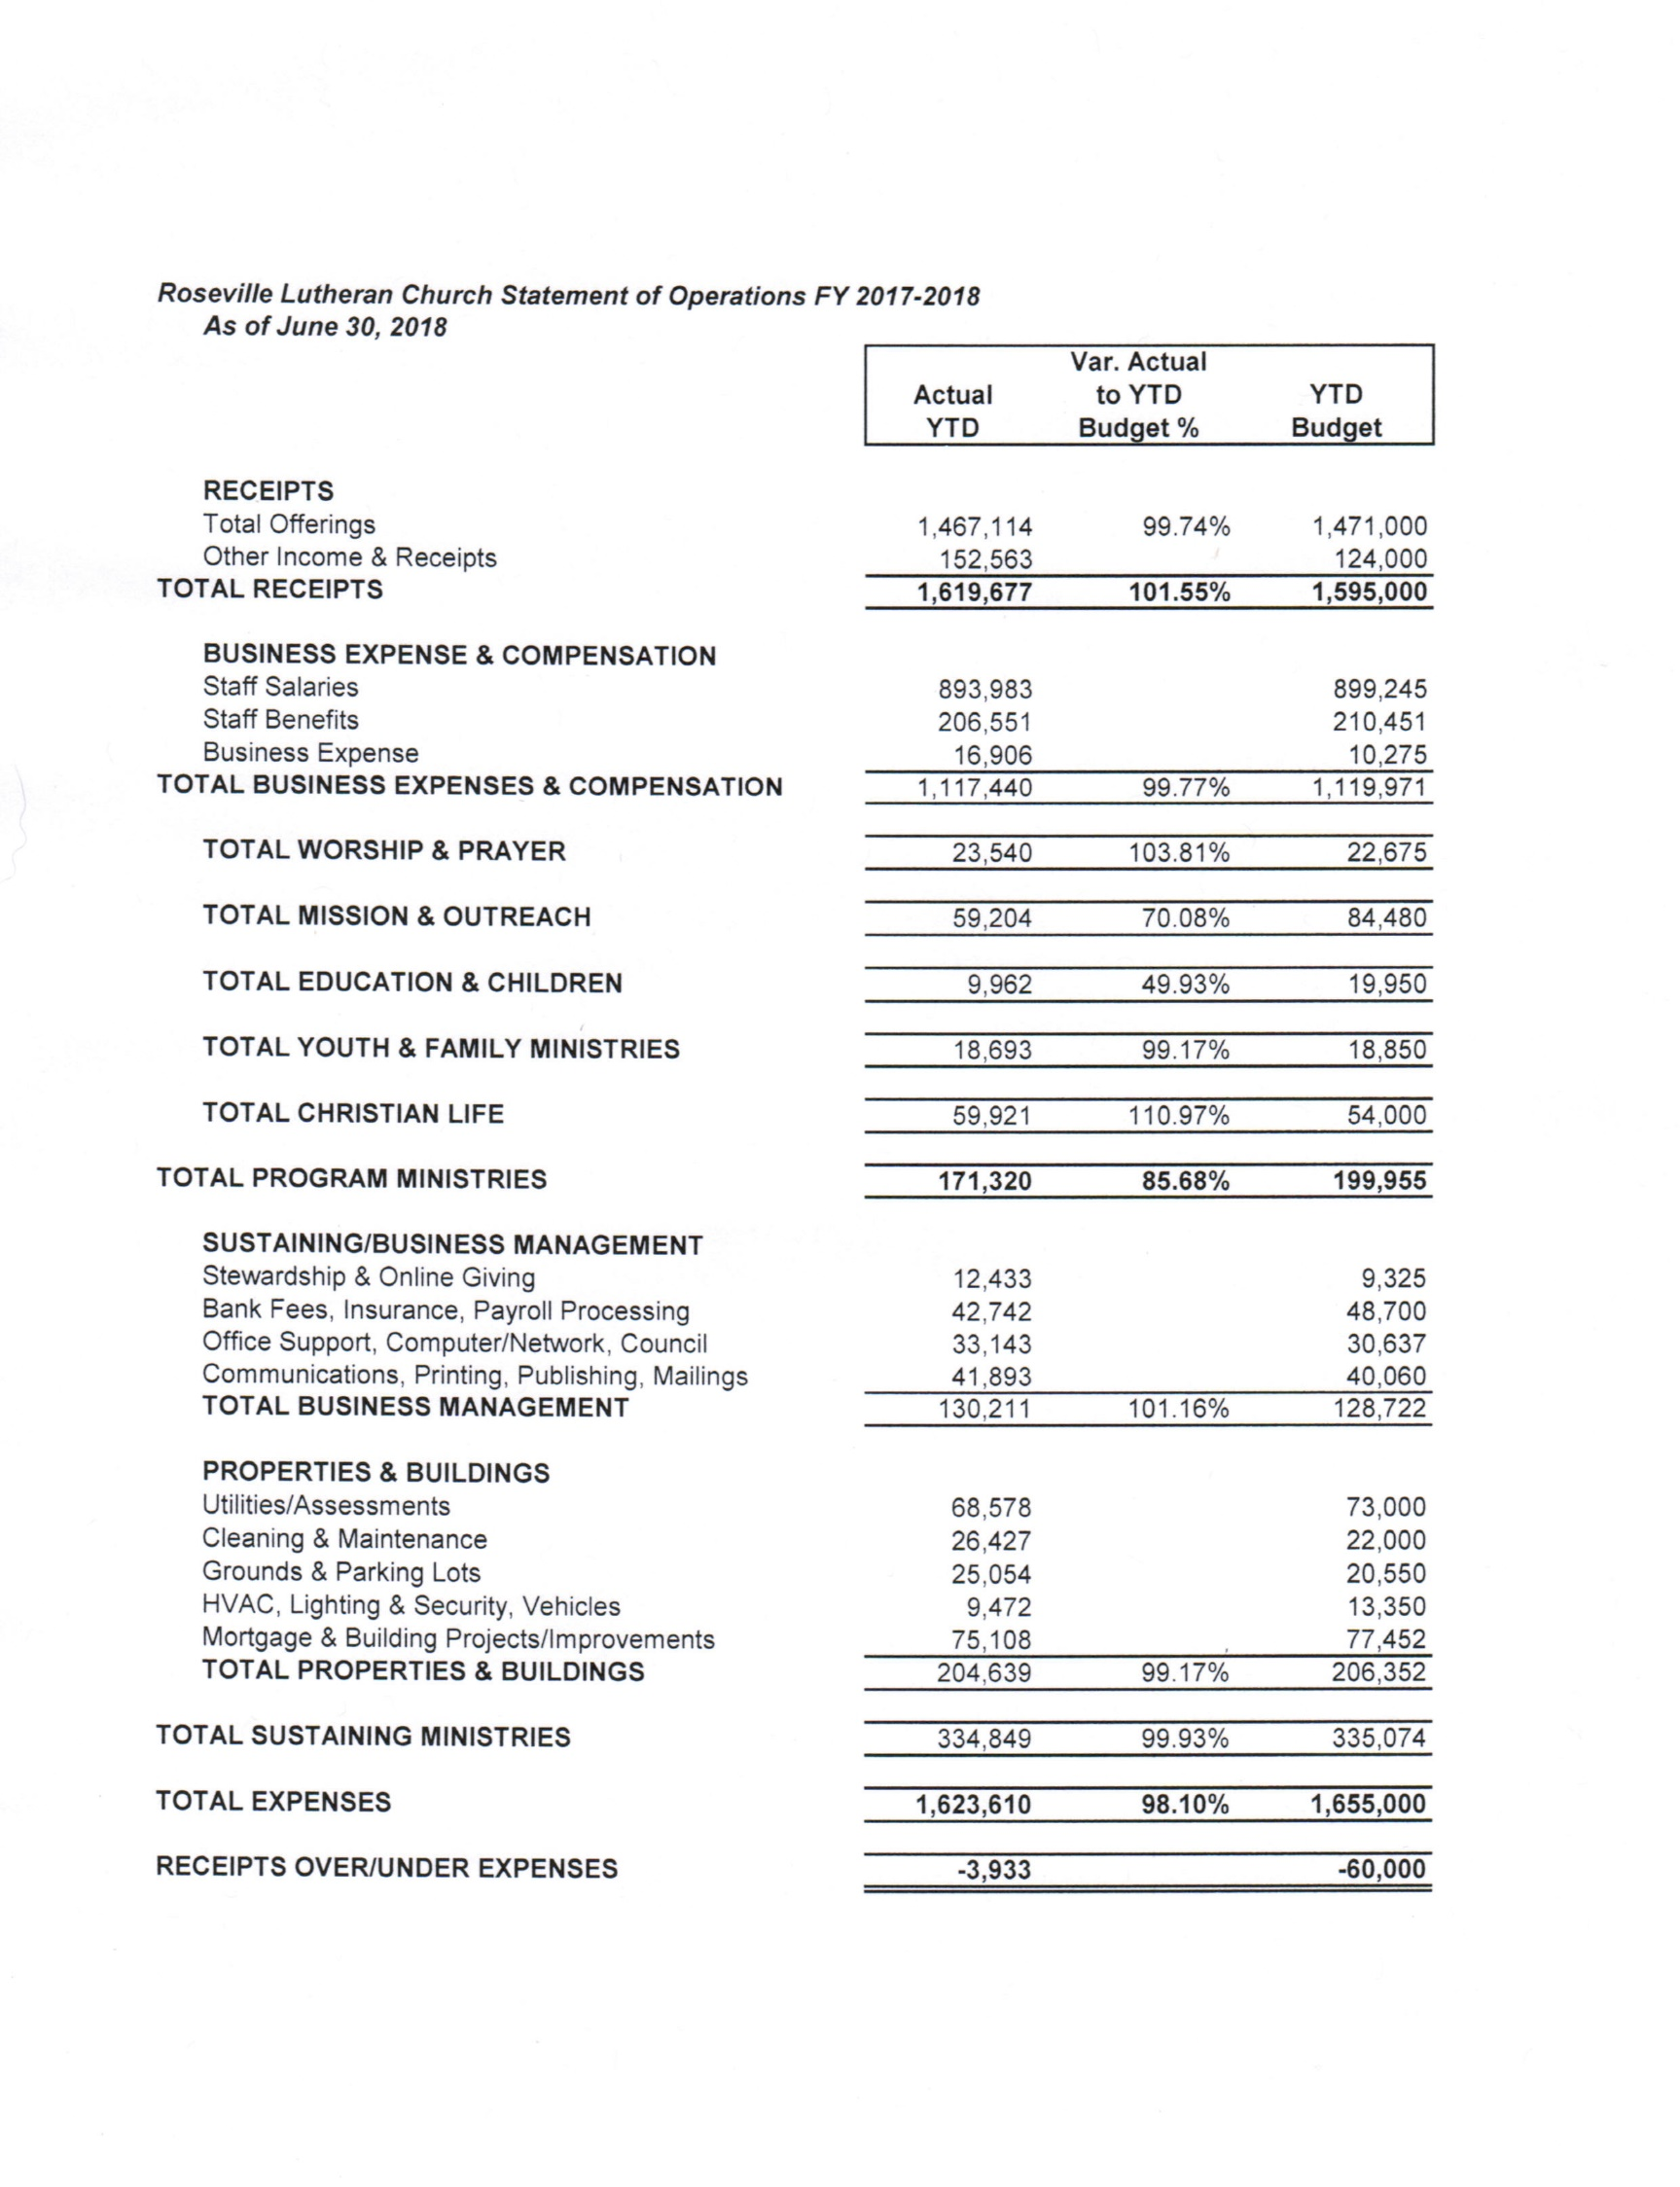 Roseville Lutheran Church Statement of Operations FY 2017-2018
As of June 30, 2018
Var. Actual
Actual to YTD YTD
YTD Budget % Budget
RECEIPTS
Total Offerings 1,467,114 99.74% 1,471,000
Other Income & Receipts 152,563 124,000
TOTAL RECEIPTS 1,619,677 101.55% 1,595,000
BUSINESS EXPENSE & COMPENSATION
Staff Salaries 893,983 899,245
Staff Benefits 206,551 210,451
Business Expense 16,906 10,275
TOTAL BUSINESS EXPENSES & COMPENSATION 1,117,440 99.77% 1,119,971
TOTAL WORSHIP & PRAYER 23,540 103.81% 22,675
TOTAL MISSION & OUTREACH 59,204 70.08% 84,480
TOTAL EDUCATION & CHILDREN 9,962 49.93% 19,950
TOTAL YOUTH & FAMILY MINISTRIES 18,693 99.17% 18,850
TOTAL CHRISTIAN LIFE 59,921 110.97% 54,000
TOTAL PROGRAM MINISTRIES 171,320 85.68% 199,955
SUSTAINING/BUSINESS MANAGEMENT
Stewardship & Online Giving 12,433 9,325
Bank Fees, Insurance, Payroll Processing 42,742 48,700
Office Support, Computer/Network, Council 33,143 30,637
Communications, Printing, Publishing, Mailings 41,893 40,060
TOTAL BUSINESS MANAGEMENT 130,211 101.16% 128,722
PROPERTIES & BUILDINGS
Utilities/Assessments 68,578 73,000
Cleaning & Maintenance 26,427 22,000
Grounds & Parking Lots 25,054 20,550
HVAC, Lighting & Security, Vehicles 9,472 13,350
Mortgage & Building Projects/Improvements 75,108 77,452
TOTAL PROPERTIES & BUILDINGS 204,639 99.17% 206,352
TOTAL SUSTAINING MINISTRIES 334,849 99.93% 335,074
TOTAL EXPENSES 1,623,610 98.10% 1,655,000
RECEIPTS OVER/UNDER EXPENSES -3,933 -60,000